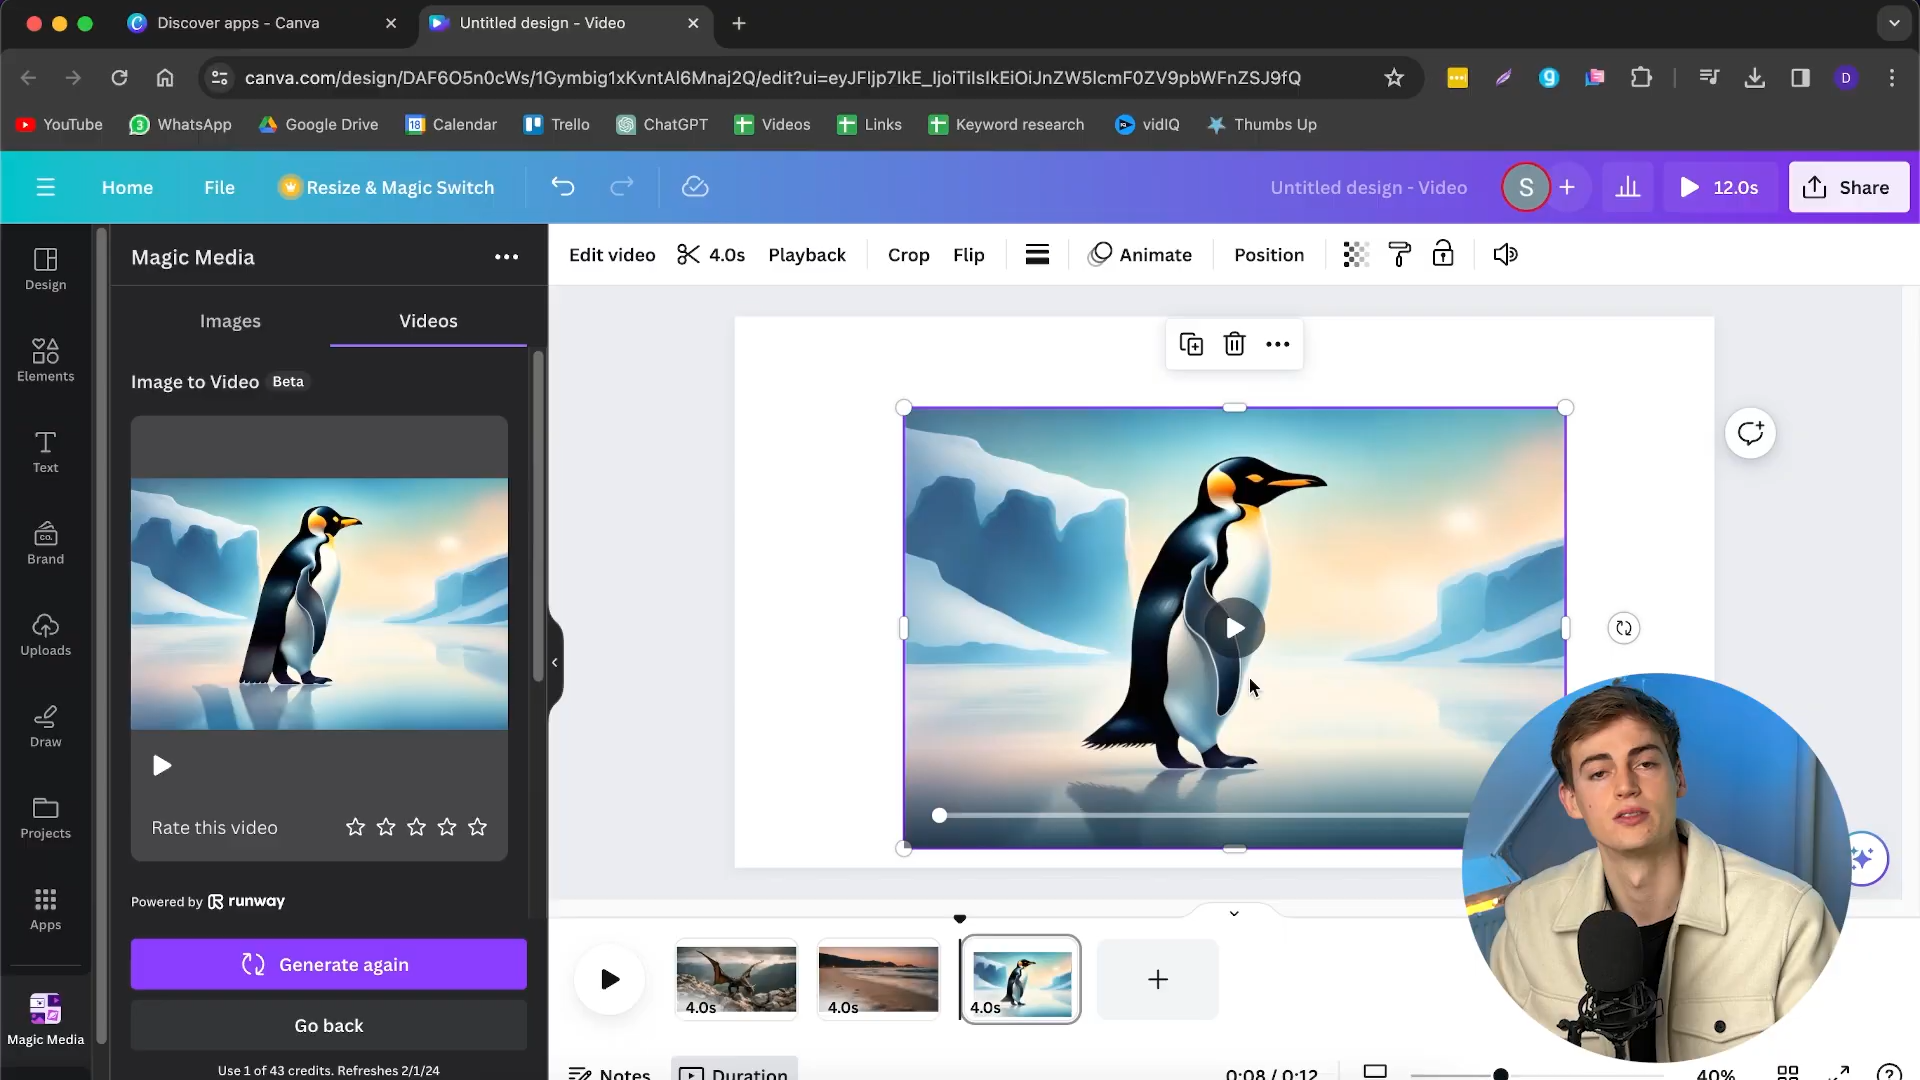 Discover apps - Canva
Untitled design - Video
canva.com/design/DAF6O5n0cWs/1Gymbig1xKvntAl6Mnaj2Q/edit?ui=eyJFIjp7IkE_IjoiTiIsIkEiOiJnZW5lcmF0ZV9pbWFnZSJ9fQ
D
YouTube
3
WhatsApp
Google Drive
18
Calendar
Trello
ChatGPT
Videos
Links
Keyword research
vidIQ
Thumbs Up
Home
File
Resize & Magic Switch
Untitled design - Video
S
12.0s
Share
Design
Elements
Text
Brand
Uploads
Draw
Projects
Apps
Magic Media
Magic Media
Images
Videos
Image to Video Beta
Rate this video
Powered by runway
Generate again
Go back
Use 1 of 43 credits. Refreshes 2/1/24
Edit video
4.0s
Playback
Crop
Flip
Animate
Position
4.0s
4.0s
4.0s
Notes
Duration
0:08 / 0:12
40%